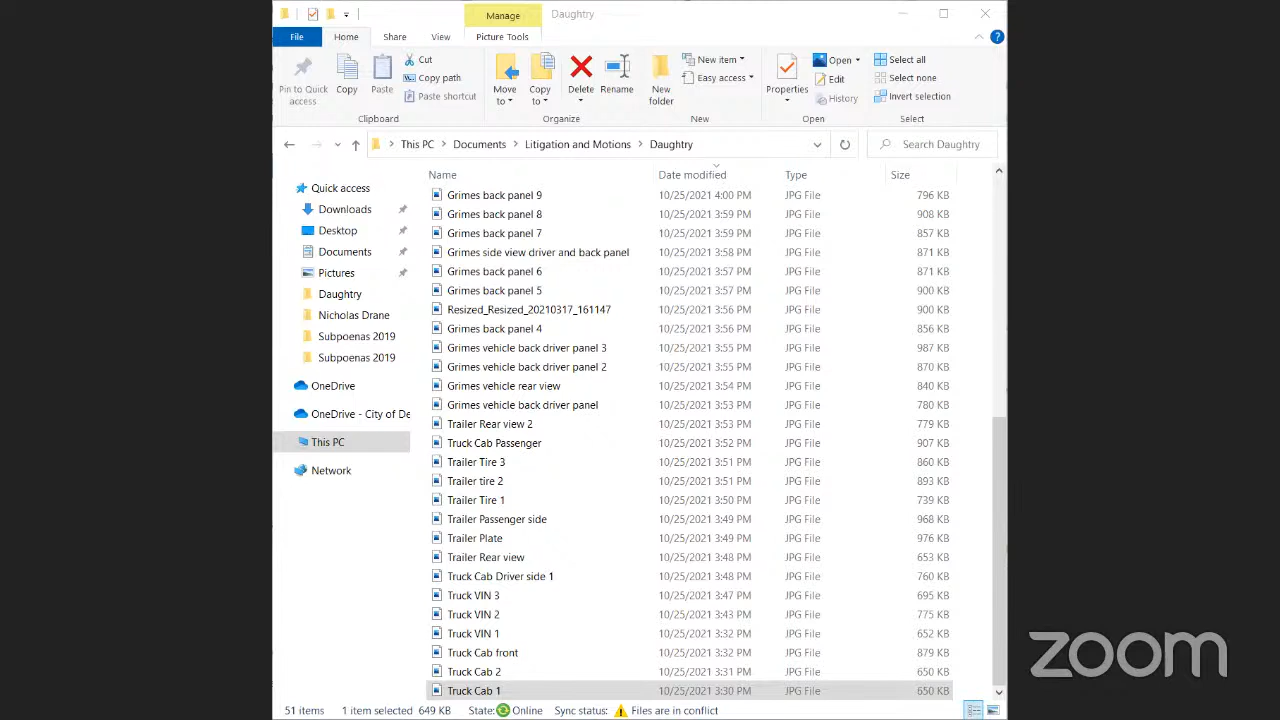 Manage
Daughtry
File
Home
Share
View
Picture Tools
Pin to Quick access
Copy
Paste
Cut
Copy path
Paste shortcut
Clipboard
Move to
Copy to
Delete
Rename
Organize
New folder
New item
Easy access
New
Properties
Open
Edit
History
Open
Select all
Select none
Invert selection
Select
This PC > Documents > Litigation and Motions > Daughtry
Search Daughtry
Name Date modified Type Size
Quick access
Downloads
Desktop
Documents
Pictures
Daughtry
Nicholas Drane
Subpoenas 2019
Subpoenas 2019
OneDrive
OneDrive - City of De
This PC
Network
Grimes back panel 9 10/25/2021 4:00 PM JPG File 796 KB
Grimes back panel 8 10/25/2021 3:59 PM JPG File 908 KB
Grimes back panel 7 10/25/2021 3:59 PM JPG File 857 KB
Grimes side view driver and back panel 10/25/2021 3:58 PM JPG File 871 KB
Grimes back panel 6 10/25/2021 3:57 PM JPG File 871 KB
Grimes back panel 5 10/25/2021 3:57 PM JPG File 900 KB
Resized_Resized_20210317_161147 10/25/2021 3:56 PM JPG File 900 KB
Grimes back panel 4 10/25/2021 3:56 PM JPG File 856 KB
Grimes vehicle back driver panel 3 10/25/2021 3:55 PM JPG File 987 KB
Grimes vehicle back driver panel 2 10/25/2021 3:55 PM JPG File 870 KB
Grimes vehicle rear view 10/25/2021 3:54 PM JPG File 840 KB
Grimes vehicle back driver panel 10/25/2021 3:53 PM JPG File 780 KB
Trailer Rear view 2 10/25/2021 3:53 PM JPG File 779 KB
Truck Cab Passenger 10/25/2021 3:52 PM JPG File 907 KB
Trailer Tire 3 10/25/2021 3:51 PM JPG File 860 KB
Trailer tire 2 10/25/2021 3:51 PM JPG File 893 KB
Trailer Tire 1 10/25/2021 3:50 PM JPG File 739 KB
Trailer Passenger side 10/25/2021 3:49 PM JPG File 968 KB
Trailer Plate 10/25/2021 3:49 PM JPG File 976 KB
Trailer Rear view 10/25/2021 3:48 PM JPG File 653 KB
Truck Cab Driver side 1 10/25/2021 3:48 PM JPG File 760 KB
Truck VIN 3 10/25/2021 3:47 PM JPG File 695 KB
Truck VIN 2 10/25/2021 3:43 PM JPG File 775 KB
Truck VIN 1 10/25/2021 3:32 PM JPG File 652 KB
Truck Cab front 10/25/2021 3:32 PM JPG File 879 KB
Truck Cab 2 10/25/2021 3:31 PM JPG File 650 KB
Truck Cab 1 10/25/2021 3:30 PM JPG File 650 KB
51 items 1 item selected 649 KB State: Online Sync status: Files are in conflict
zoom